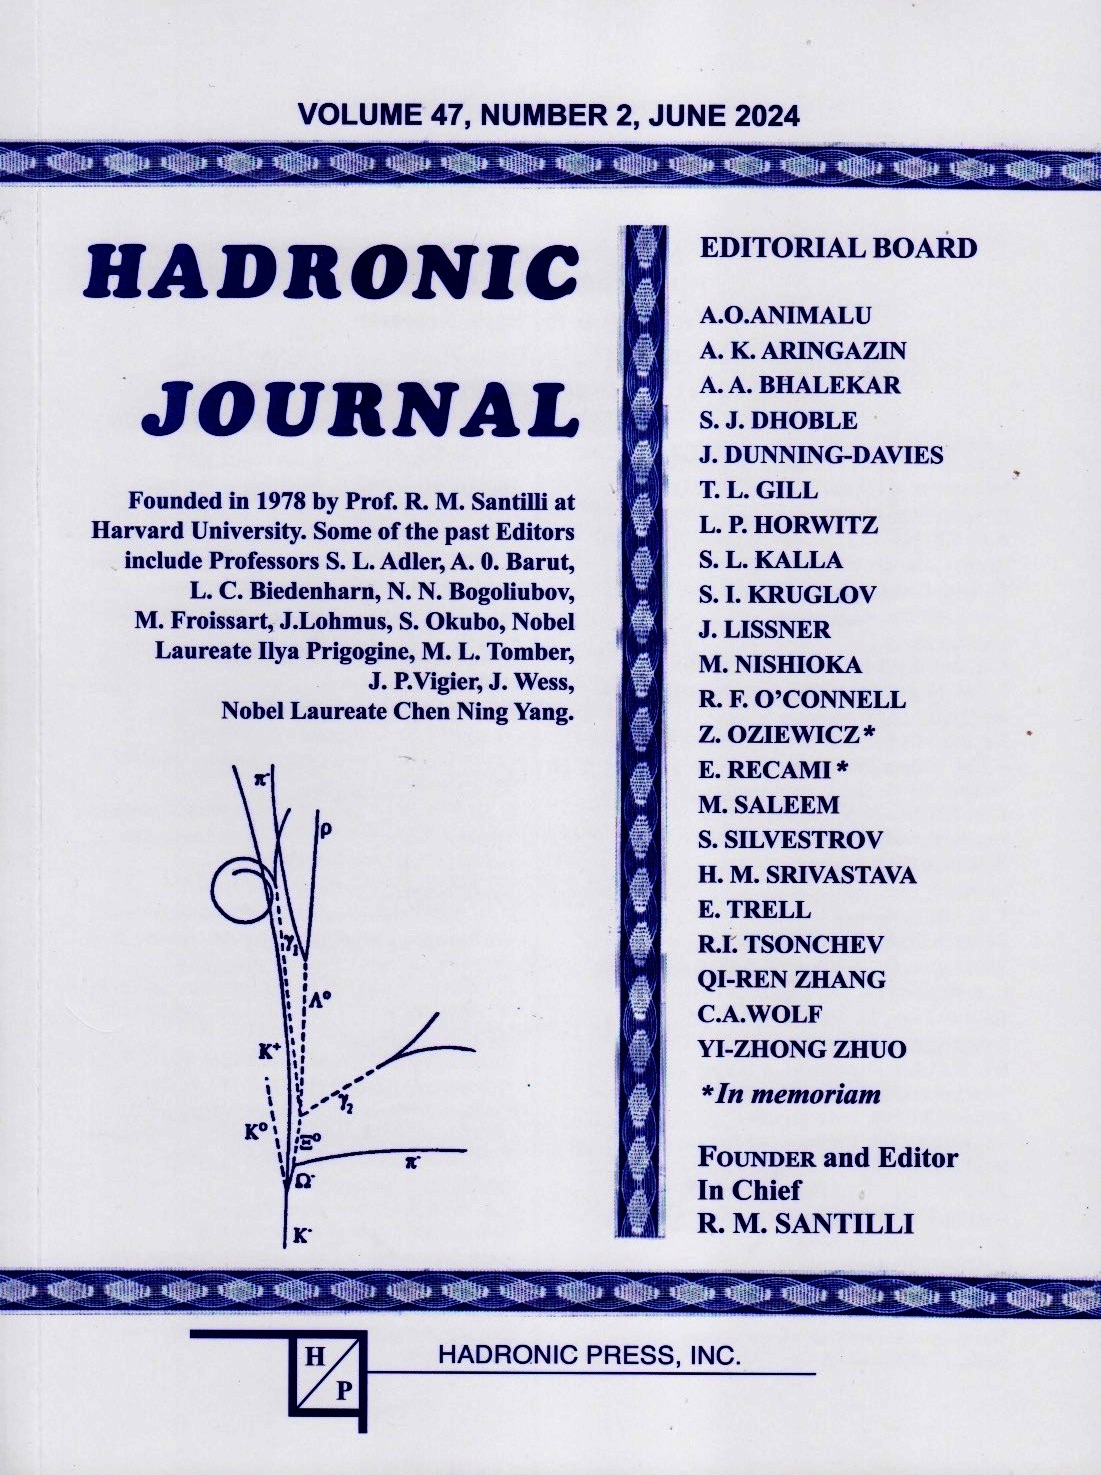 VOLUME 47, NUMBER 2, JUNE 2024
HADRONIC
JOURNAL
Founded in 1978 by Prof. R. M. Santilli at
Harvard University. Some of the past Editors
include Professors S. L. Adler, A. 0. Barut,
L. C. Biedenharn, N. N. Bogoliubov,
M. Froissart, J.Lohmus, S. Okubo, Nobel
Laureate Ilya Prigogine, M. L. Tomber,
J. P.Vigier, J. Wess,
Nobel Laureate Chen Ning Yang.
π-
ρ
γ1
Λ°
K+
γ2
K°
Ξ°
π-
Ω-
K-
EDITORIAL BOARD
A.O.ANIMALU
A. K. ARINGAZIN
A. A. BHALEKAR
S. J. DHOBLE
J. DUNNING-DAVIES
T. L. GILL
L. P. HORWITZ
S. L. KALLA
S. I. KRUGLOV
J. LISSNER
M. NISHIOKA
R. F. O’CONNELL
Z. OZIEWICZ*
E. RECAMI*
M. SALEEM
S. SILVESTROV
H. M. SRIVASTAVA
E. TRELL
R.I. TSONCHEV
QI-REN ZHANG
C.A.WOLF
YI-ZHONG ZHUO
*In memoriam
FOUNDER and Editor
In Chief
R. M. SANTILLI
H
P
HADRONIC PRESS, INC.